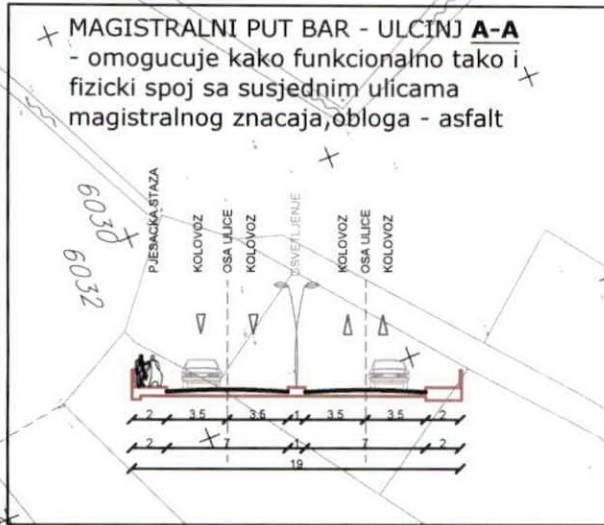 MAGISTRALNI PUT BAR - ULCINJ A-A
- omogucuje kako funkcionalno tako i
fizicki spoj sa susjednim ulicama
magistralnog znacaja,obloga - asfalt
6030
6032
PJESACKA STAZA
KOLOVOZ
OSA ULICE
KOLOVOZ
OSVETLJENJE
KOLOVOZ
OSA ULICE
KOLOVOZ
2 3.5 3.6 1 3.5 3.5 2
2 7 1 7 2
19